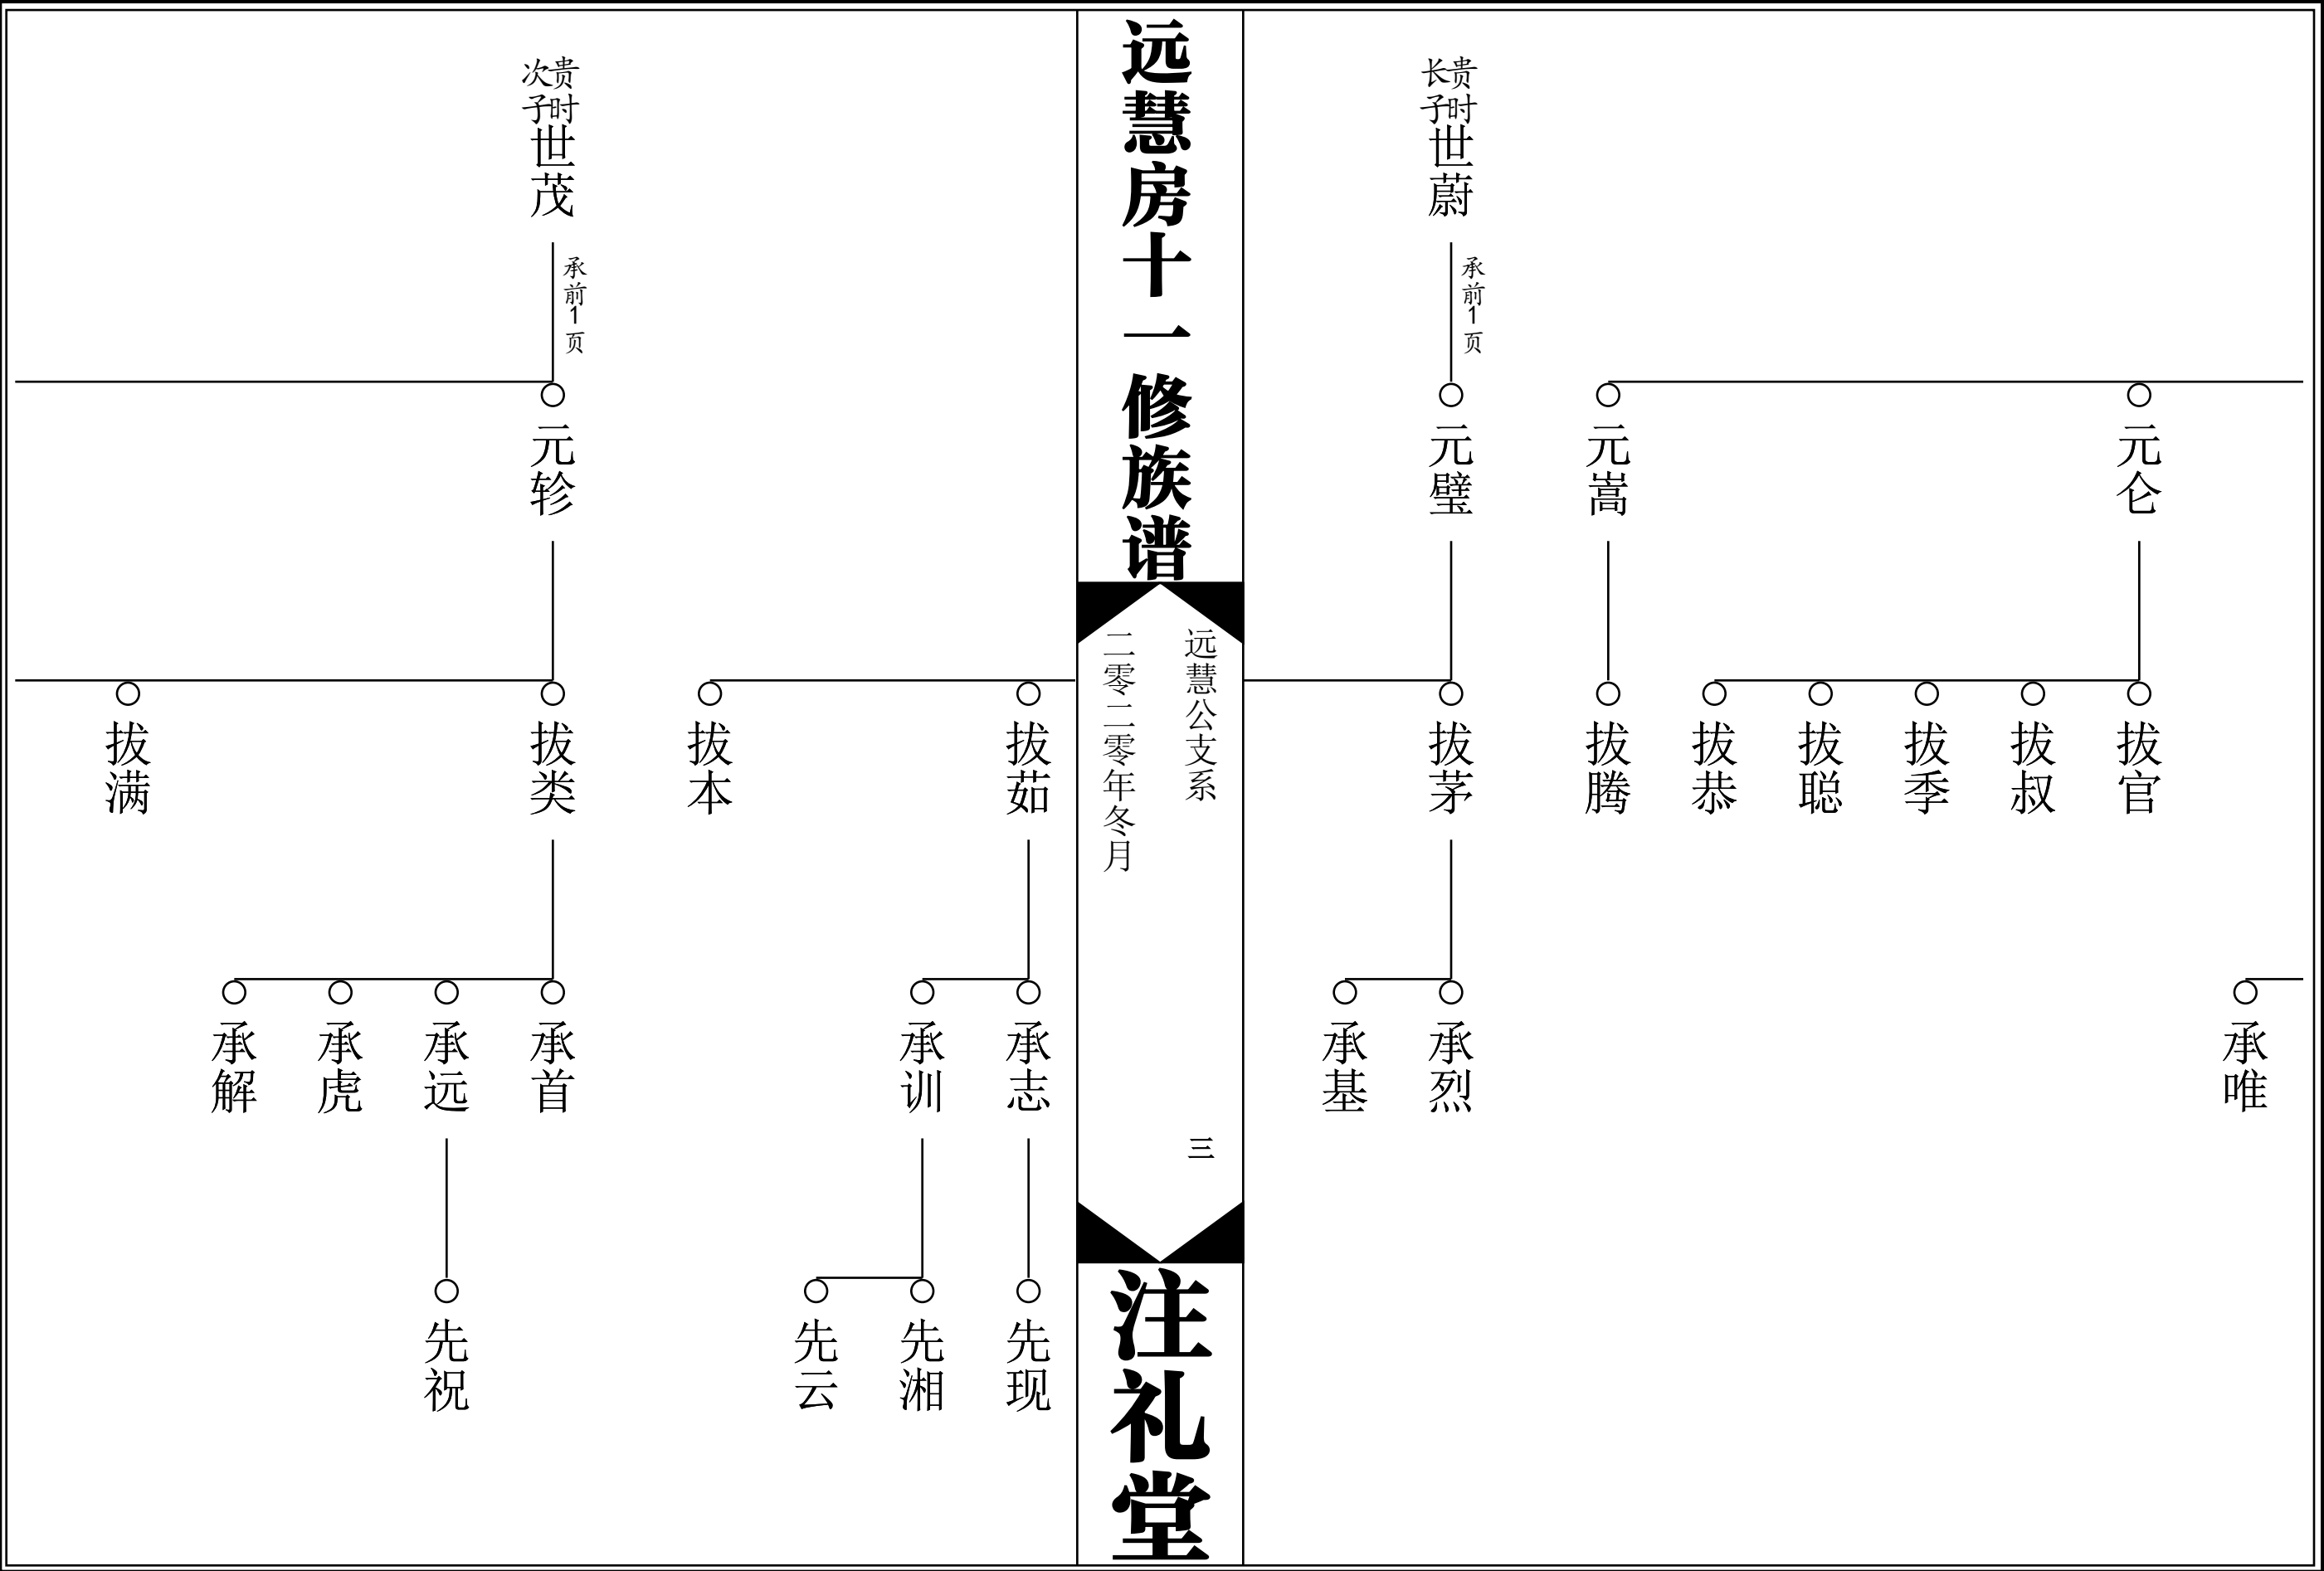 元仑
拔官
拔叔
拔季
拔聪
拔恭
承唯
元嵩
拔腾
贵时
长子
世蔚
承前1页
元璧
拔茅
承烈
承基
远慧房十一修族谱
远慧公支系
二零二零年冬月
三
注礼堂
拔茹
拔本
承志
承训
先现
先湘
先云
贵时
次子
世茂
承前1页
元轸
拔类
拔满
承首
承远
承虎
承解
先祝